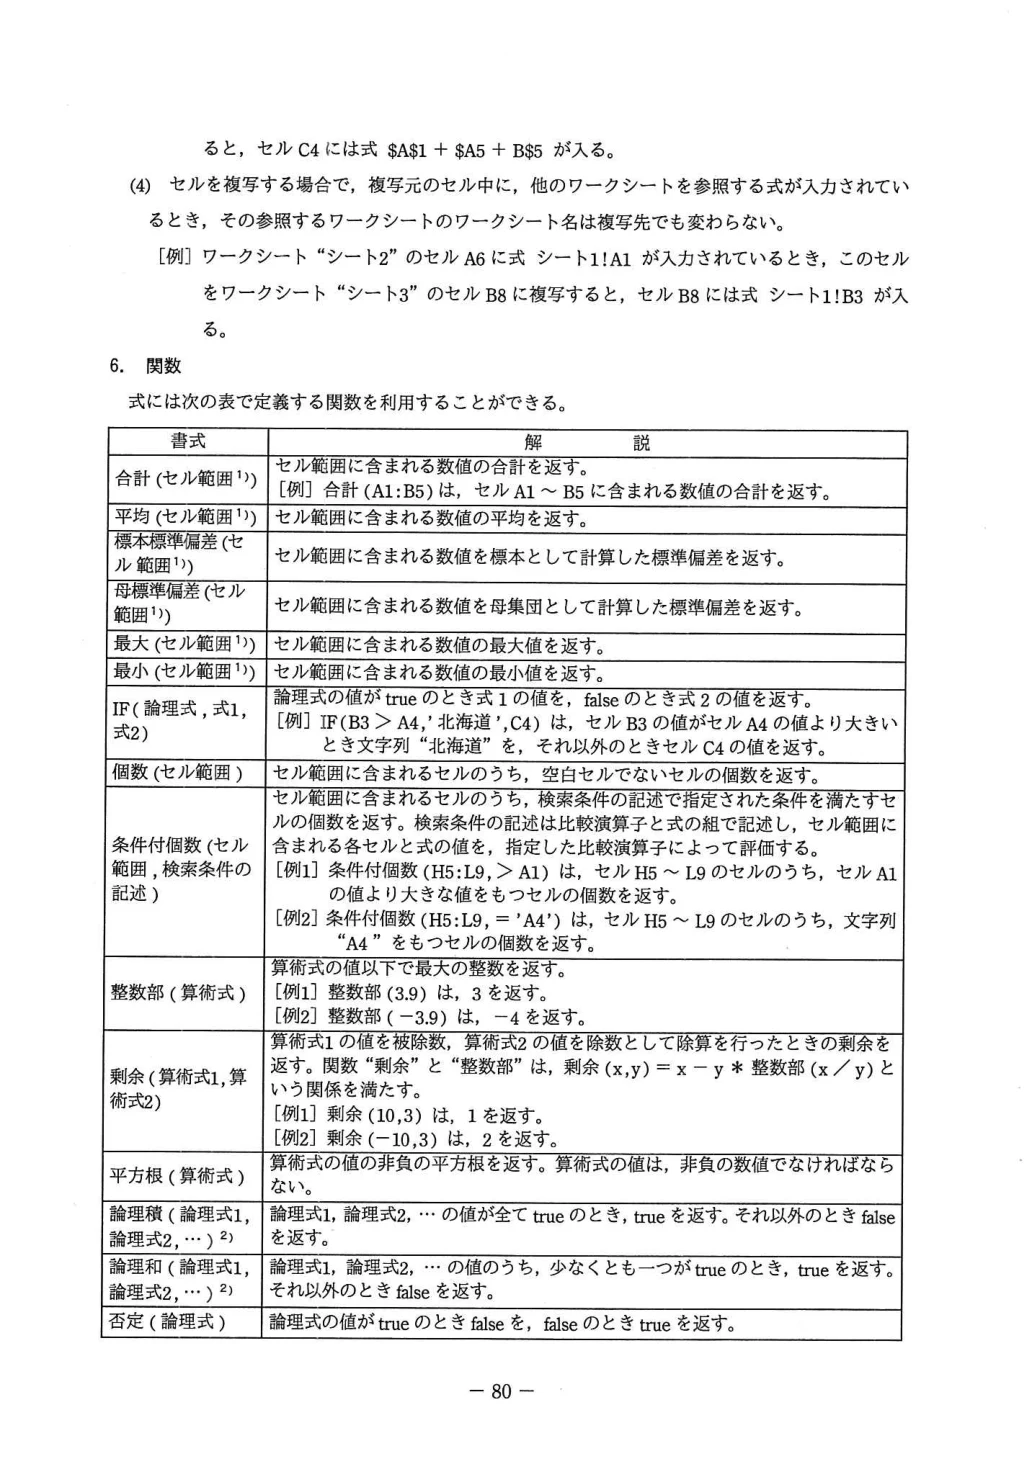 ると，セル C4 には式 $A$1 + $A5 + B$5 が入る。
(4) セルを複写する場合で，複写元のセル中に，他のワークシートを参照する式が入力されてい
るとき，その参照するワークシートのワークシート名は複写先でも変わらない。
［例］ワークシート“シート2”のセル A6 に式 シート1!A1 が入力されているとき，このセル
をワークシート“シート3”のセル B8 に複写すると，セル B8 には式 シート1!B3 が入
る。
6. 関数
式には次の表で定義する関数を利用することができる。
書式 解 説
合計 (セル範囲1))
セル範囲に含まれる数値の合計を返す。
［例］合計 (A1:B5) は，セル A1 ～ B5 に含まれる数値の合計を返す。
平均 (セル範囲1)) セル範囲に含まれる数値の平均を返す。
標本標準偏差 (セ
ル 範囲1))
セル範囲に含まれる数値を標本として計算した標準偏差を返す。
母標準偏差 (セル
範囲1))
セル範囲に含まれる数値を母集団として計算した標準偏差を返す。
最大 (セル範囲1)) セル範囲に含まれる数値の最大値を返す。
最小 (セル範囲1)) セル範囲に含まれる数値の最小値を返す。
IF( 論理式 , 式1,
式2)
論理式の値が true のとき式 1 の値を，false のとき式 2 の値を返す。
［例］IF(B3 ＞ A4,' 北海道 ',C4) は，セル B3 の値がセル A4 の値より大きい
とき文字列“北海道”を，それ以外のときセル C4 の値を返す。
個数 (セル範囲 ) セル範囲に含まれるセルのうち，空白セルでないセルの個数を返す。
条件付個数 (セル
範囲 , 検索条件の
記述 )
セル範囲に含まれるセルのうち，検索条件の記述で指定された条件を満たすセ
ルの個数を返す。検索条件の記述は比較演算子と式の組で記述し，セル範囲に
含まれる各セルと式の値を，指定した比較演算子によって評価する。
［例1］条件付個数 (H5:L9, ＞ A1) は，セル H5 ～ L9 のセルのうち，セル A1
の値より大きな値をもつセルの個数を返す。
［例2］条件付個数 (H5:L9, ＝ 'A4') は，セル H5 ～ L9 のセルのうち，文字列
“A4 ” をもつセルの個数を返す。
整数部 ( 算術式 )
算術式の値以下で最大の整数を返す。
［例1］整数部 (3.9) は，3 を返す。
［例2］整数部 ( －3.9) は，－4 を返す。
剰余 ( 算術式1, 算
術式2)
算術式1 の値を被除数，算術式2 の値を除数として除算を行ったときの剰余を
返す。関数“剰余”と“整数部”は，剰余 (x,y) = x － y ＊ 整数部 (x ／ y) と
いう関係を満たす。
［例1］剰余 (10,3) は，1 を返す。
［例2］剰余 (－10,3) は，2 を返す。
平方根 ( 算術式 )
算術式の値の非負の平方根を返す。算術式の値は，非負の数値でなければなら
ない。
論理積 ( 論理式1,
論理式2, … ) 2)
論理式1, 論理式2, … の値が全て true のとき, true を返す。それ以外のとき false
を返す。
論理和 ( 論理式1,
論理式2, … ) 2)
論理式1, 論理式2, … の値のうち，少なくとも一つが true のとき，true を返す。
それ以外のとき false を返す。
否定 ( 論理式 ) 論理式の値が true のとき false を，false のとき true を返す。
－ 80 －